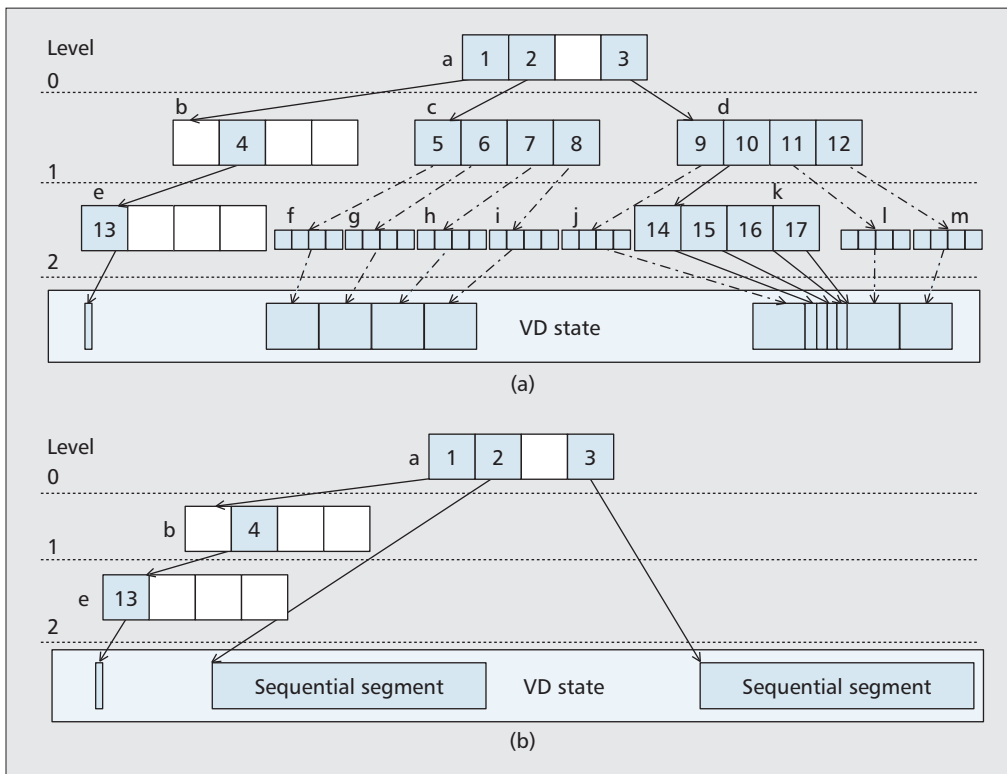 Level
0
a 1 2 3
b c d
4 5 6 7 8 9 10 11 12
1
e f g h i j k l m
13 14 15 16 17
2
VD state
(a)
Level
0
a 1 2 3
b 4
1
e 13
2
Sequential segment VD state Sequential segment
(b)